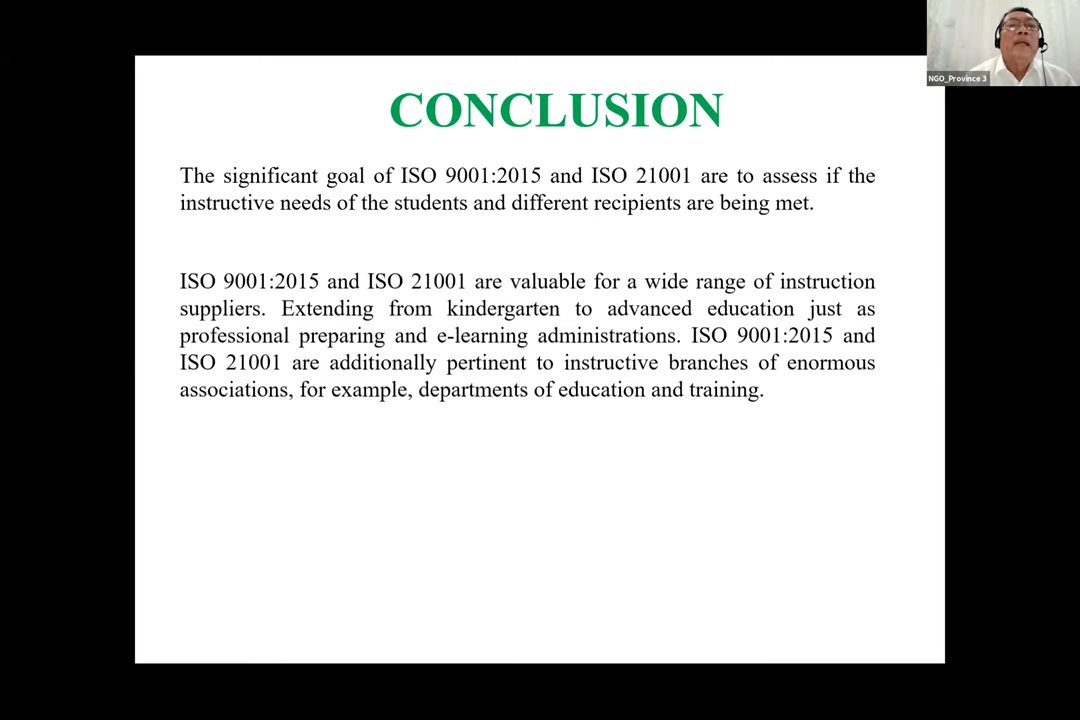 NGO_Province 3
CONCLUSION
The significant goal of ISO 9001:2015 and ISO 21001 are to assess if the
instructive needs of the students and different recipients are being met.
ISO 9001:2015 and ISO 21001 are valuable for a wide range of instruction
suppliers. Extending from kindergarten to advanced education just as
professional preparing and e-learning administrations. ISO 9001:2015 and
ISO 21001 are additionally pertinent to instructive branches of enormous
associations, for example, departments of education and training.